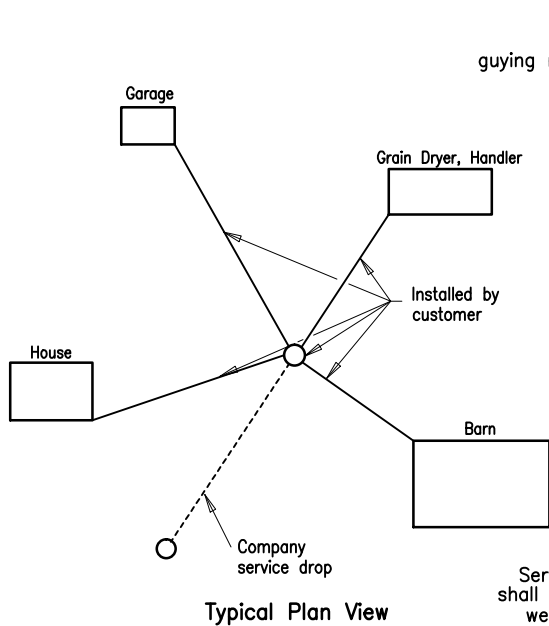 guying
Garage
Grain Dryer, Handler
Installed by
customer
House
Barn
Company
service drop
Ser
shall
Typical Plan View
we